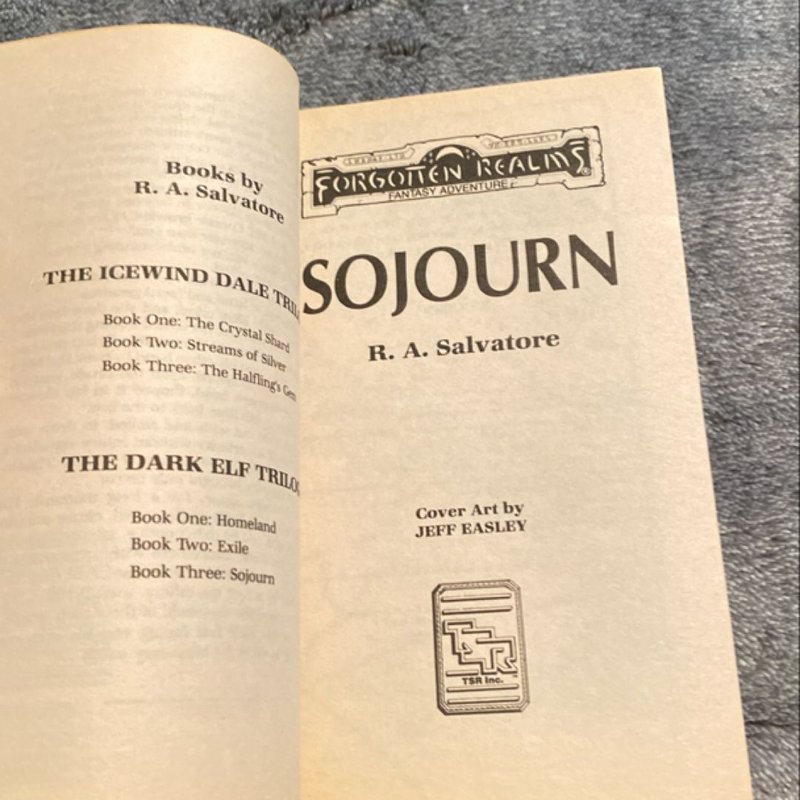 Books by
R. A. Salvatore
THE ICEWIND DALE TRIL
Book One: The Crystal Shard
Book Two: Streams of Silver
Book Three: The Halfling's Gem
THE DARK ELF TRILO
Book One: Homeland
Book Two: Exile
Book Three: Sojourn
FORGOTTEN REALMS
FANTASY ADVENTURE
SOJOURN
R. A. Salvatore
Cover Art by
JEFF EASLEY
TSR
TSR Inc.